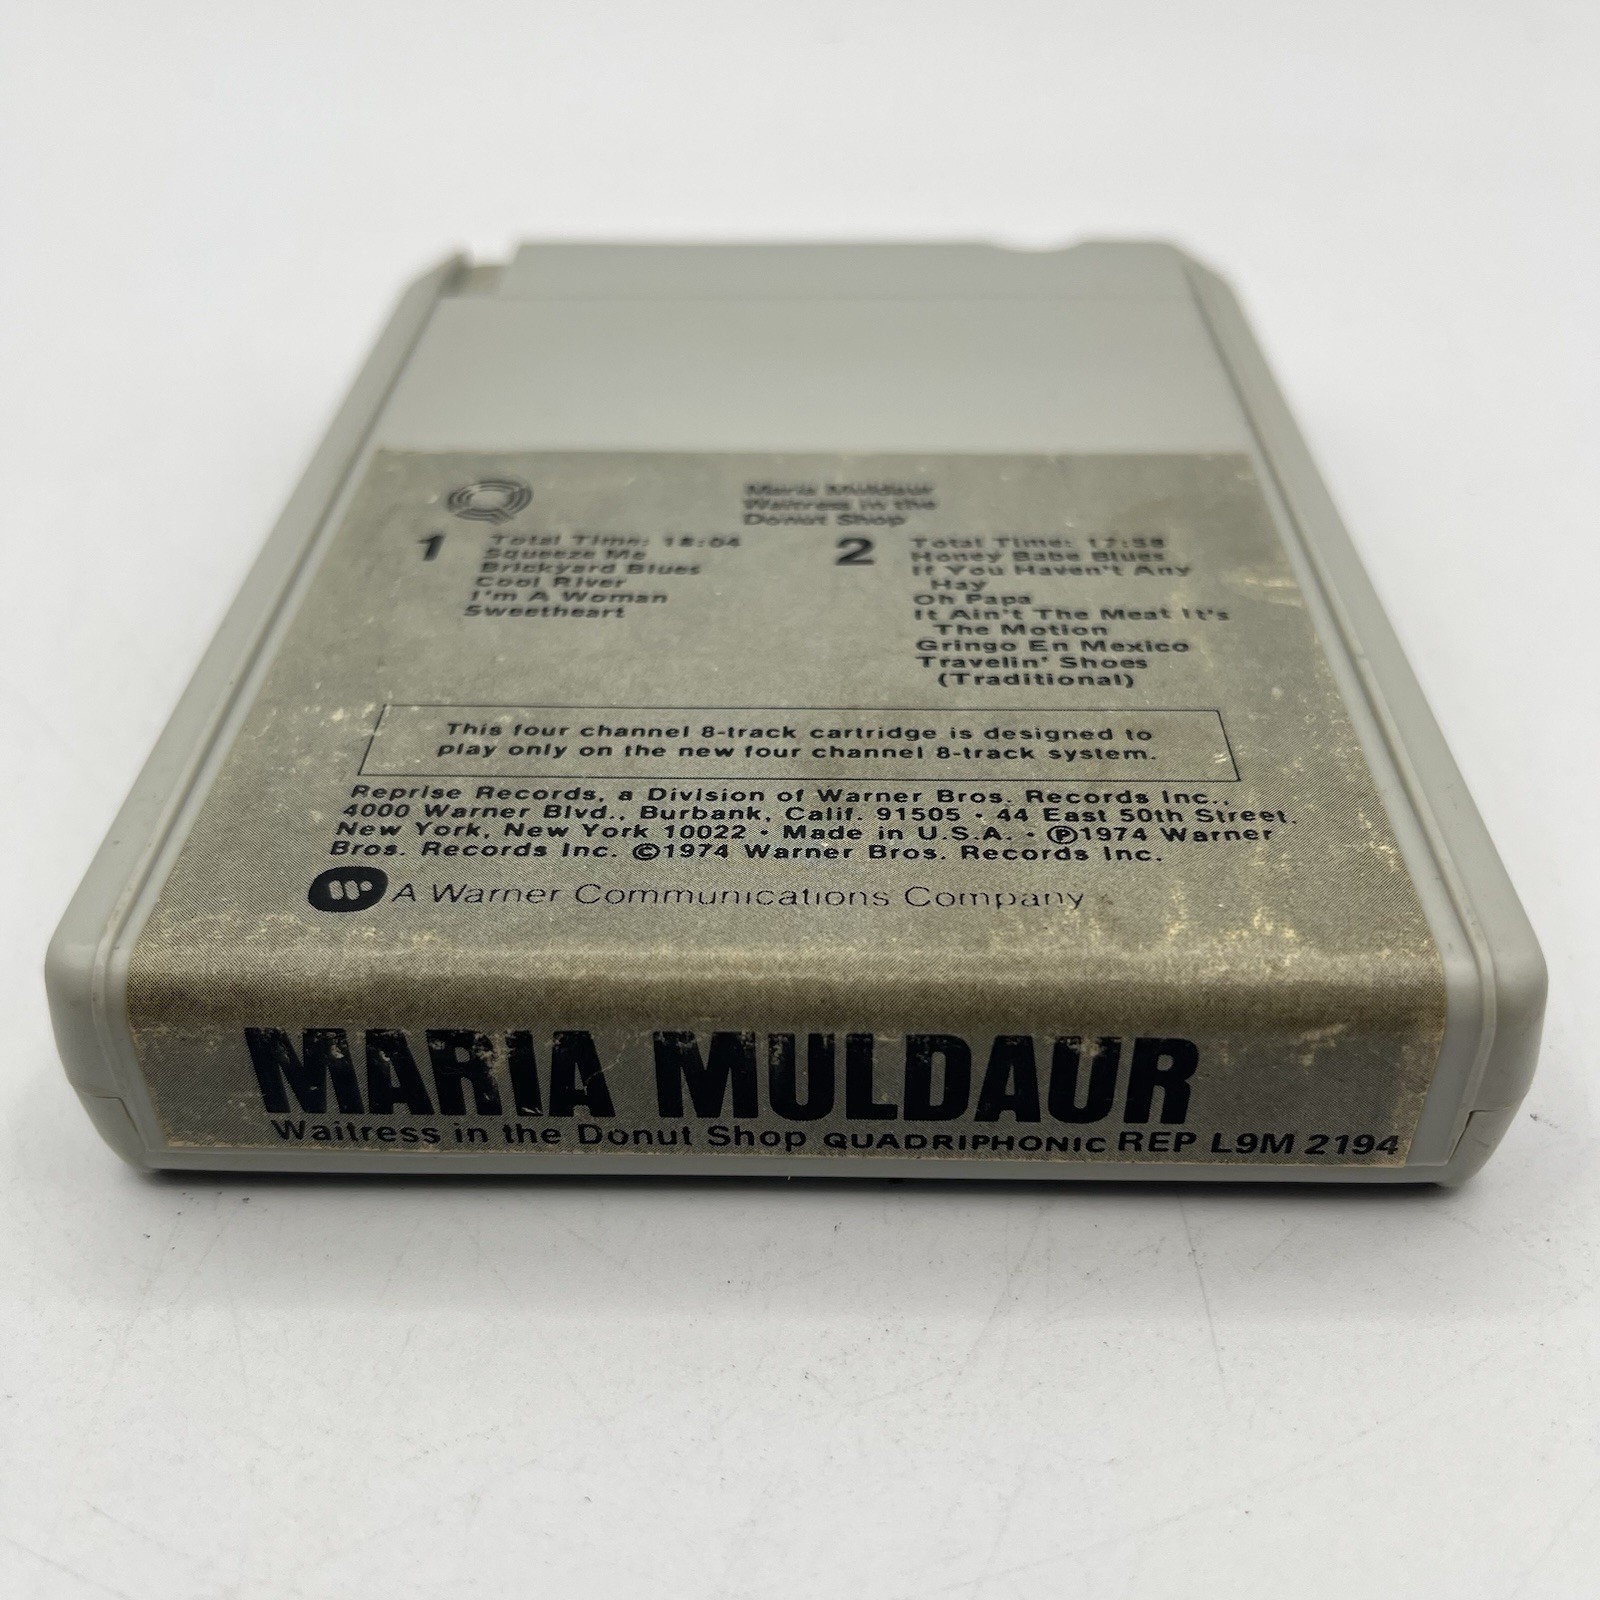 Q
Maria Muldaur
Waitress in the
Donut Shop
1
Total Time: 18:04
Squeeze Me
Brickyard Blues
Cool River
I'm A Woman
Sweetheart
2
Total Time: 17:58
Honey Babe Blues
If You Haven't Any
Hay
Oh Papa
It Ain't The Meat It's
The Motion
Gringo En Mexico
Travelin' Shoes
(Traditional)
This four channel 8-track cartridge is designed to
play only on the new four channel 8-track system.
Reprise Records, a Division of Warner Bros. Records Inc.,
4000 Warner Blvd., Burbank, Calif. 91505 • 44 East 50th Street,
New York, New York 10022 • Made in U.S.A. • ℗1974 Warner
Bros. Records Inc. ©1974 Warner Bros. Records Inc.
A Warner Communications Company
MARIA MULDAUR
Waitress in the Donut Shop QUADRIPHONIC REP L9M 2194